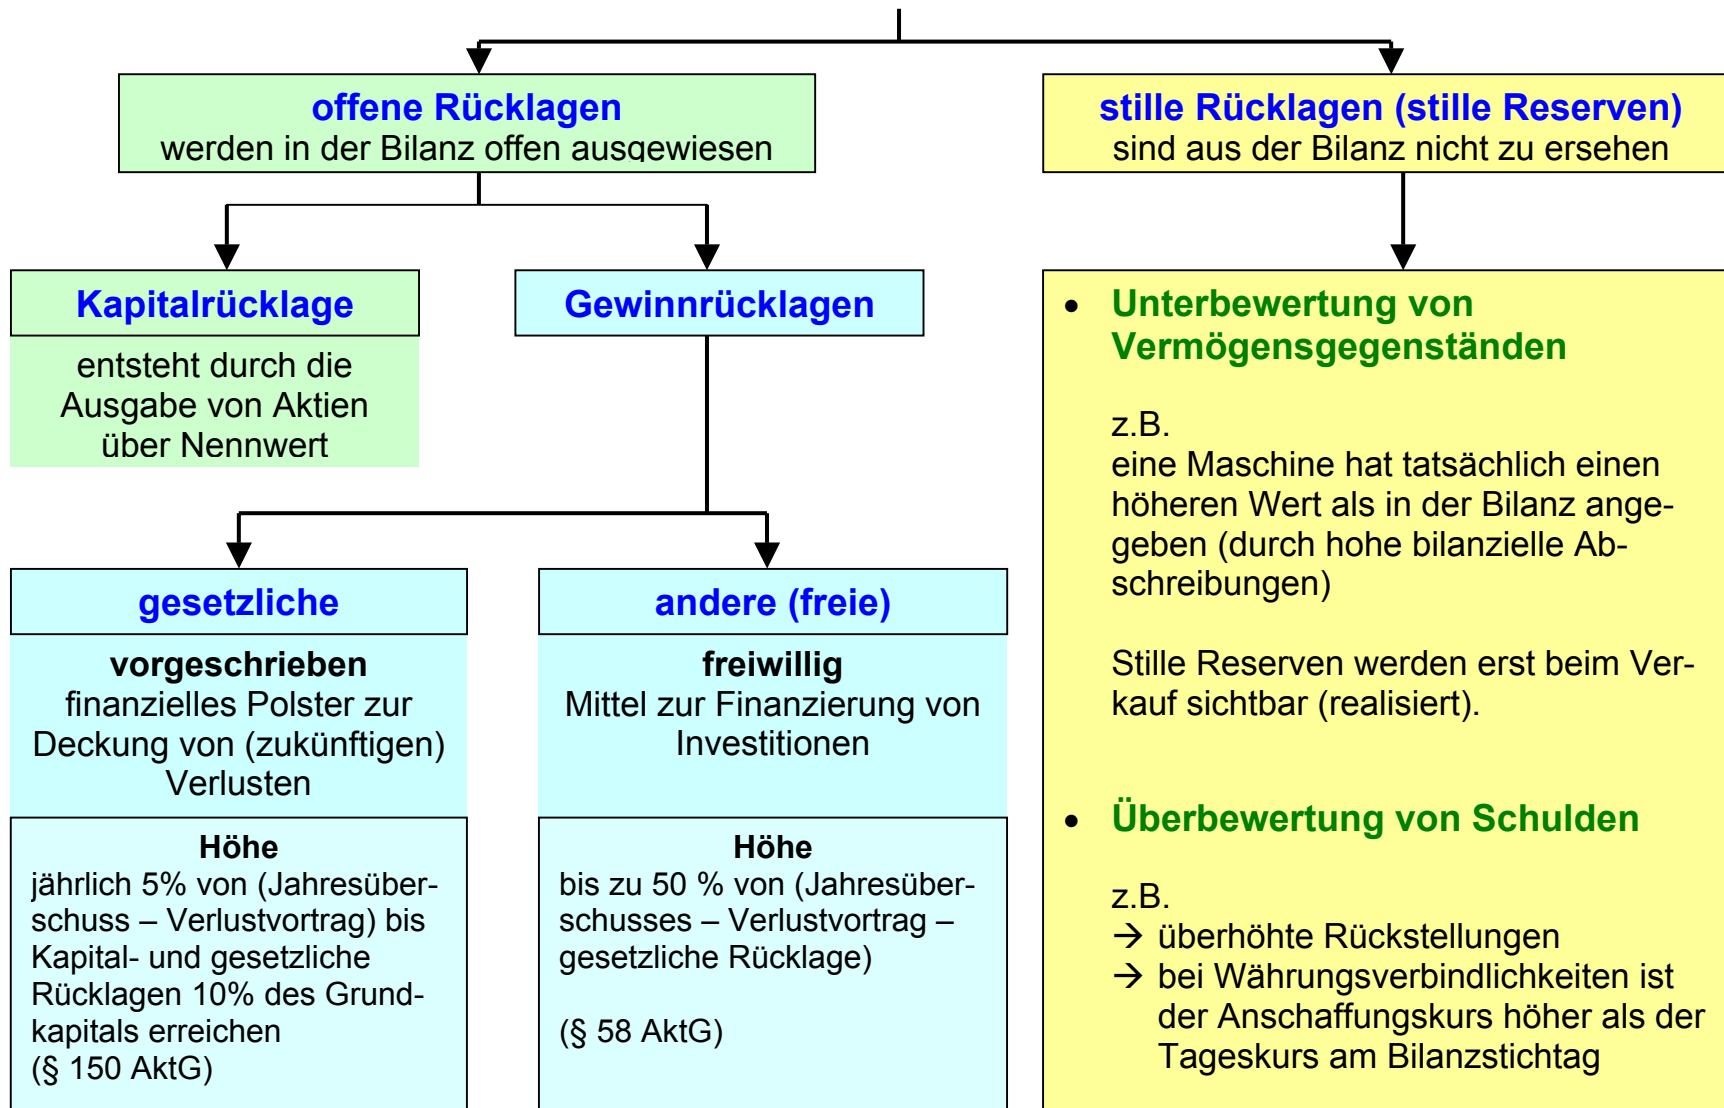 offene Rücklagen
werden in der Bilanz offen ausgewiesen
stille Rücklagen (stille Reserven)
sind aus der Bilanz nicht zu ersehen
Kapitalrücklage
entsteht durch die
Ausgabe von Aktien
über Nennwert
Gewinnrücklagen
gesetzliche
vorgeschrieben
finanzielles Polster zur
Deckung von (zukünftigen)
Verlusten
Höhe
jährlich 5% von (Jahresüber-
schuss – Verlustvortrag) bis
Kapital- und gesetzliche
Rücklagen 10% des Grund-
kapitals erreichen
(§ 150 AktG)
andere (freie)
freiwillig
Mittel zur Finanzierung von
Investitionen
Höhe
bis zu 50 % von (Jahresüber-
schusses – Verlustvortrag –
gesetzliche Rücklage)
(§ 58 AktG)
• Unterbewertung von
Vermögensgegenständen
z.B.
eine Maschine hat tatsächlich einen
höheren Wert als in der Bilanz ange-
geben (durch hohe bilanzielle Ab-
schreibungen)
Stille Reserven werden erst beim Ver-
kauf sichtbar (realisiert).
• Überbewertung von Schulden
z.B.
→ überhöhte Rückstellungen
→ bei Währungsverbindlichkeiten ist
der Anschaffungskurs höher als der
Tageskurs am Bilanzstichtag